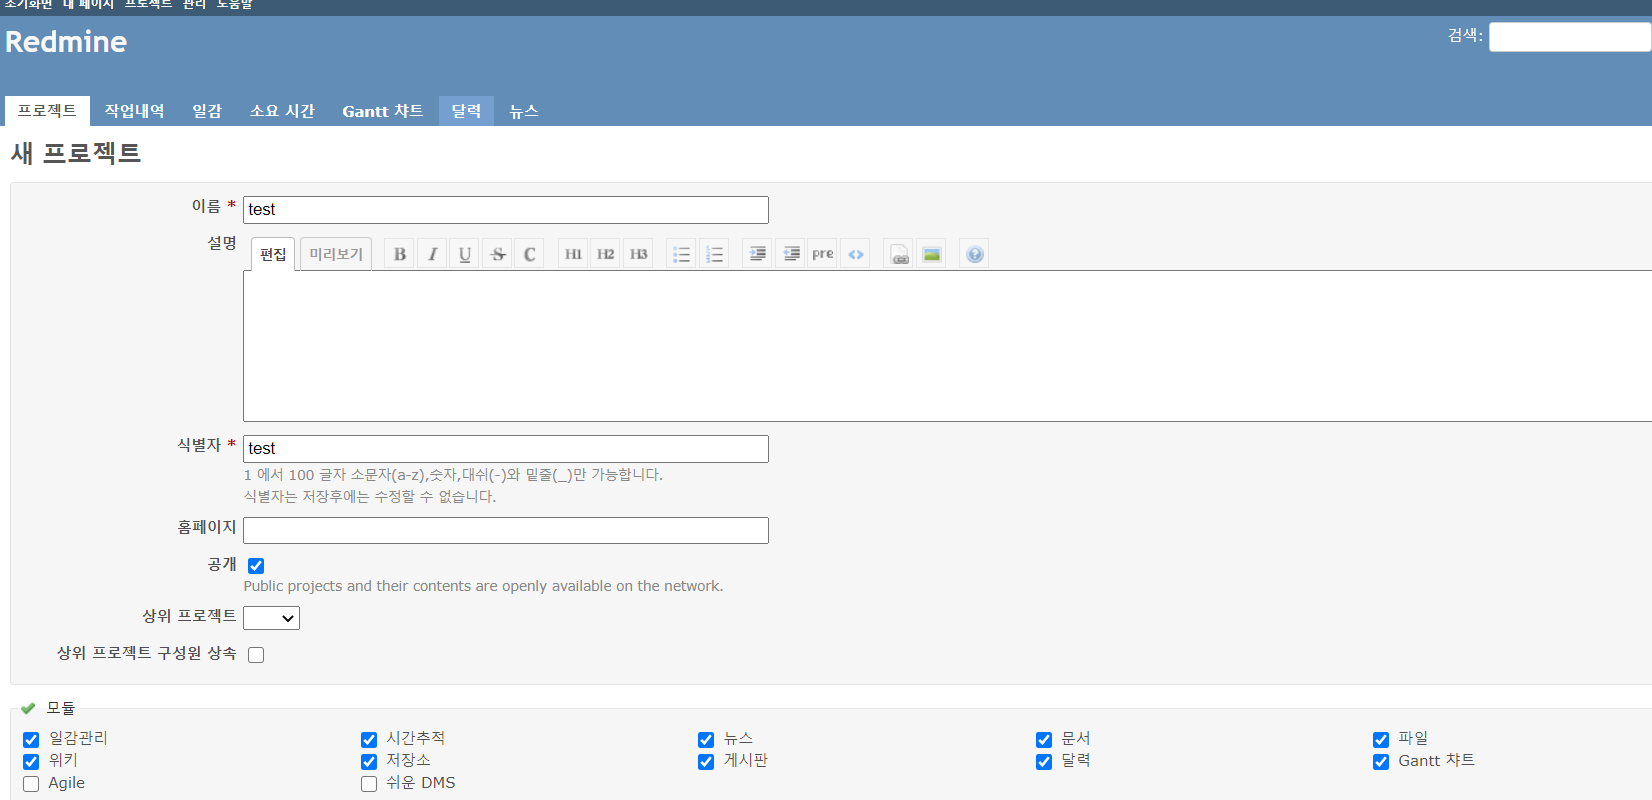 초기화면 내 페이지 프로젝트 관리 도움말
Redmine
검색:
프로젝트 작업내역 일감 소요 시간 Gantt 챠트 달력 뉴스
새 프로젝트
이름 * test
설명 편집 미리보기 B I U S C H1 H2 H3 pre
식별자 * test
1 에서 100 글자 소문자(a-z),숫자,대쉬(-)와 밑줄(_)만 가능합니다.
식별자는 저장후에는 수정할 수 없습니다.
홈페이지
공개
Public projects and their contents are openly available on the network.
상위 프로젝트
상위 프로젝트 구성원 상속
모듈
일감관리 시간추적 뉴스 문서 파일
위키 저장소 게시판 달력 Gantt 챠트
Agile 쉬운 DMS